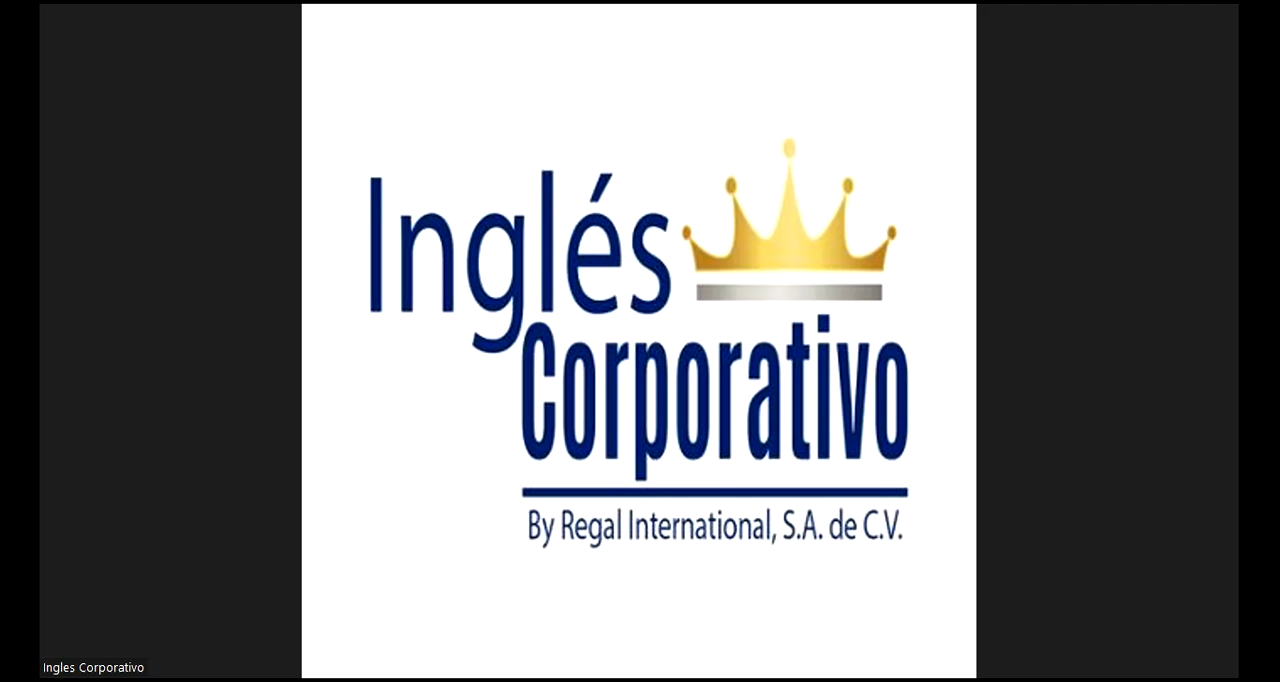 Inglés
Corporativo
By Regal International, S.A. de C.V.
Ingles Corporativo